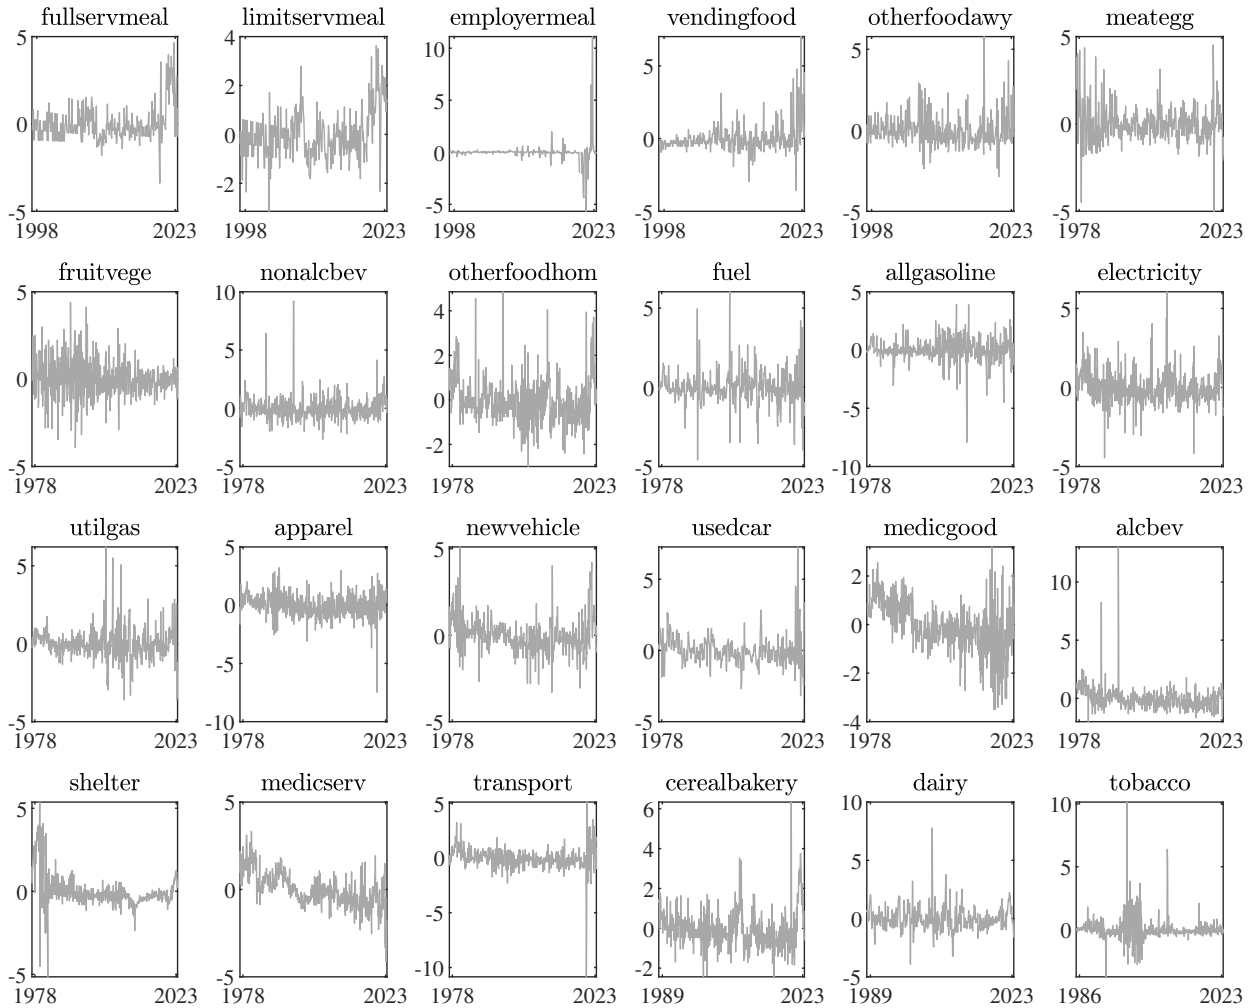 fullservmeal limitservmeal employermeal vendingfood otherfoodawy meategg
5 4 10 5 5 5
2 5
0 0 0 0 0 0
-2
-5 -5 -5 -5 -5
1998 2023 1998 2023 1998 2023 1998 2023 1998 2023 1978 2023
fruitvege nonalcbev otherfoodhom fuel allgasoline electricity
5 10 4 5 5 5
5 2 0
0 0 0 0 -5 0
-2
-5 -5 -5 -10 -5
1978 2023 1978 2023 1978 2023 1978 2023 1978 2023 1978 2023
utilgas apparel newvehicle usedcar medicgood alcbev
5 5 5 5 2 10
0 0 5
0 -5 0 0 -2 0
-5 -10 -5 -5 -4
1978 2023 1978 2023 1978 2023 1978 2023 1978 2023 1978 2023
shelter medicserv transport cerealbakery dairy tobacco
5 5 5 6 10 10
0 4 5 5
0 0 -5 2 0 0
0
-5 -5 -10 -2 -5
1978 2023 1978 2023 1978 2023 1989 2023 1989 2023 1986 2023